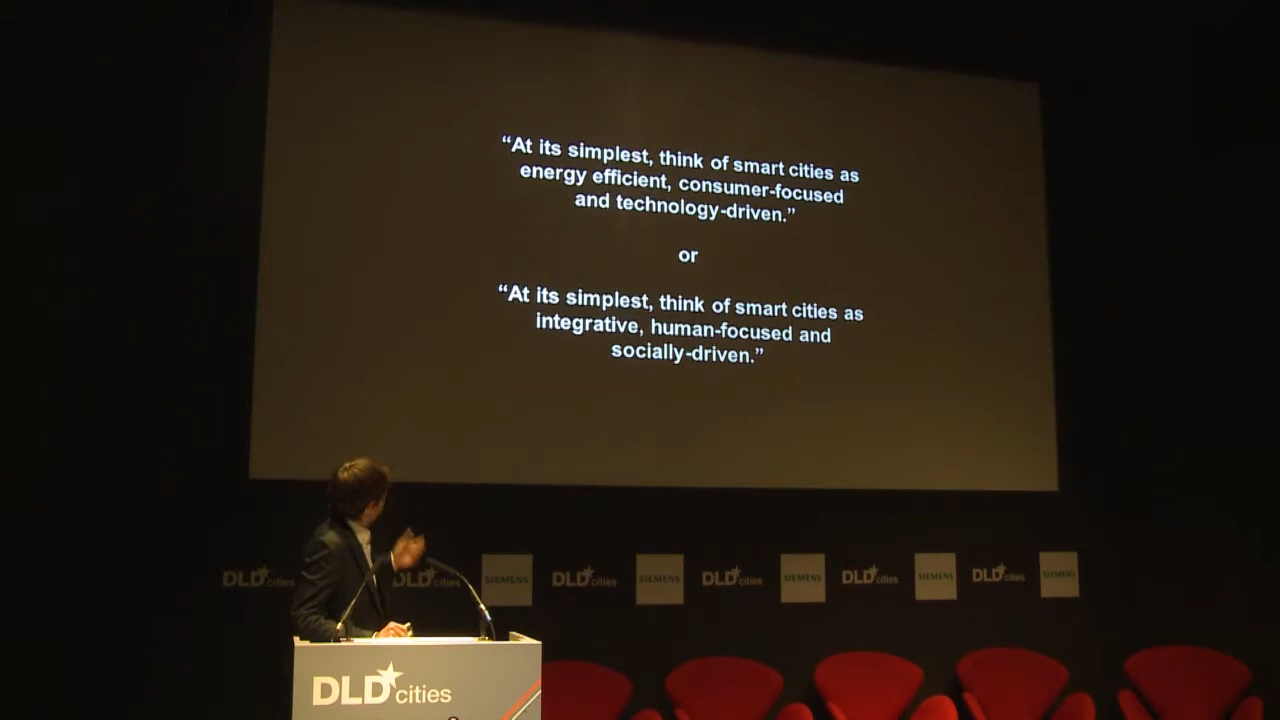 “At its simplest, think of smart cities as
energy efficient, consumer-focused
and technology-driven.”
or
“At its simplest, think of smart cities as
integrative, human-focused and
socially-driven.”
DLD cities
DLD cities
SIEMENS
DLD cities
SIEMENS
DLD cities
SIEMENS
DLD cities
SIEMENS
DLD cities
SIEMENS
DLD cities